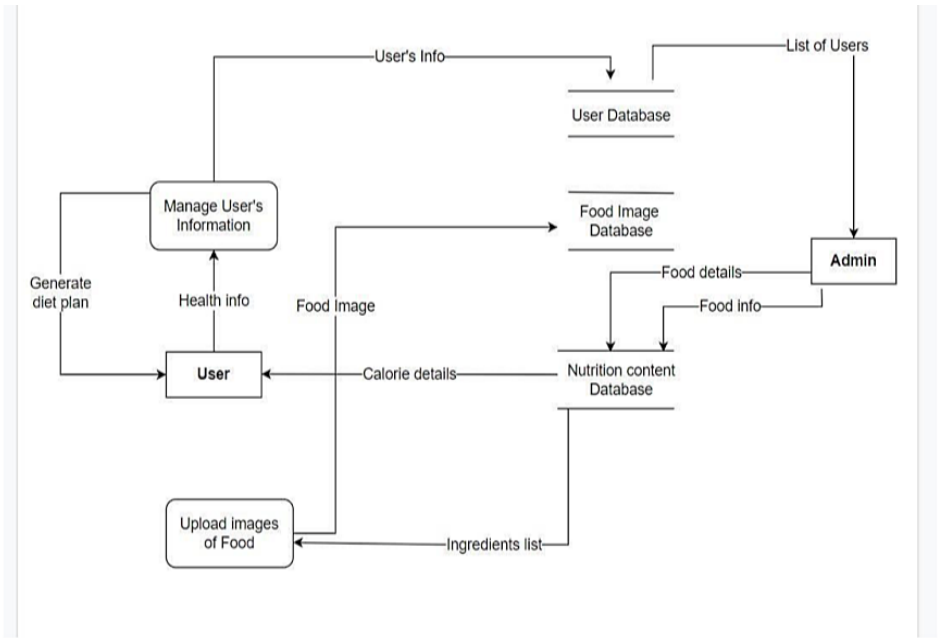 List of Users
User's Info
User Database
Manage User's
Information
Food Image
Database
Admin
Food details
Generate
diet plan
Health info
Food Image
Food info
User
Calorie details
Nutrition content
Database
Upload images
of Food
Ingredients list